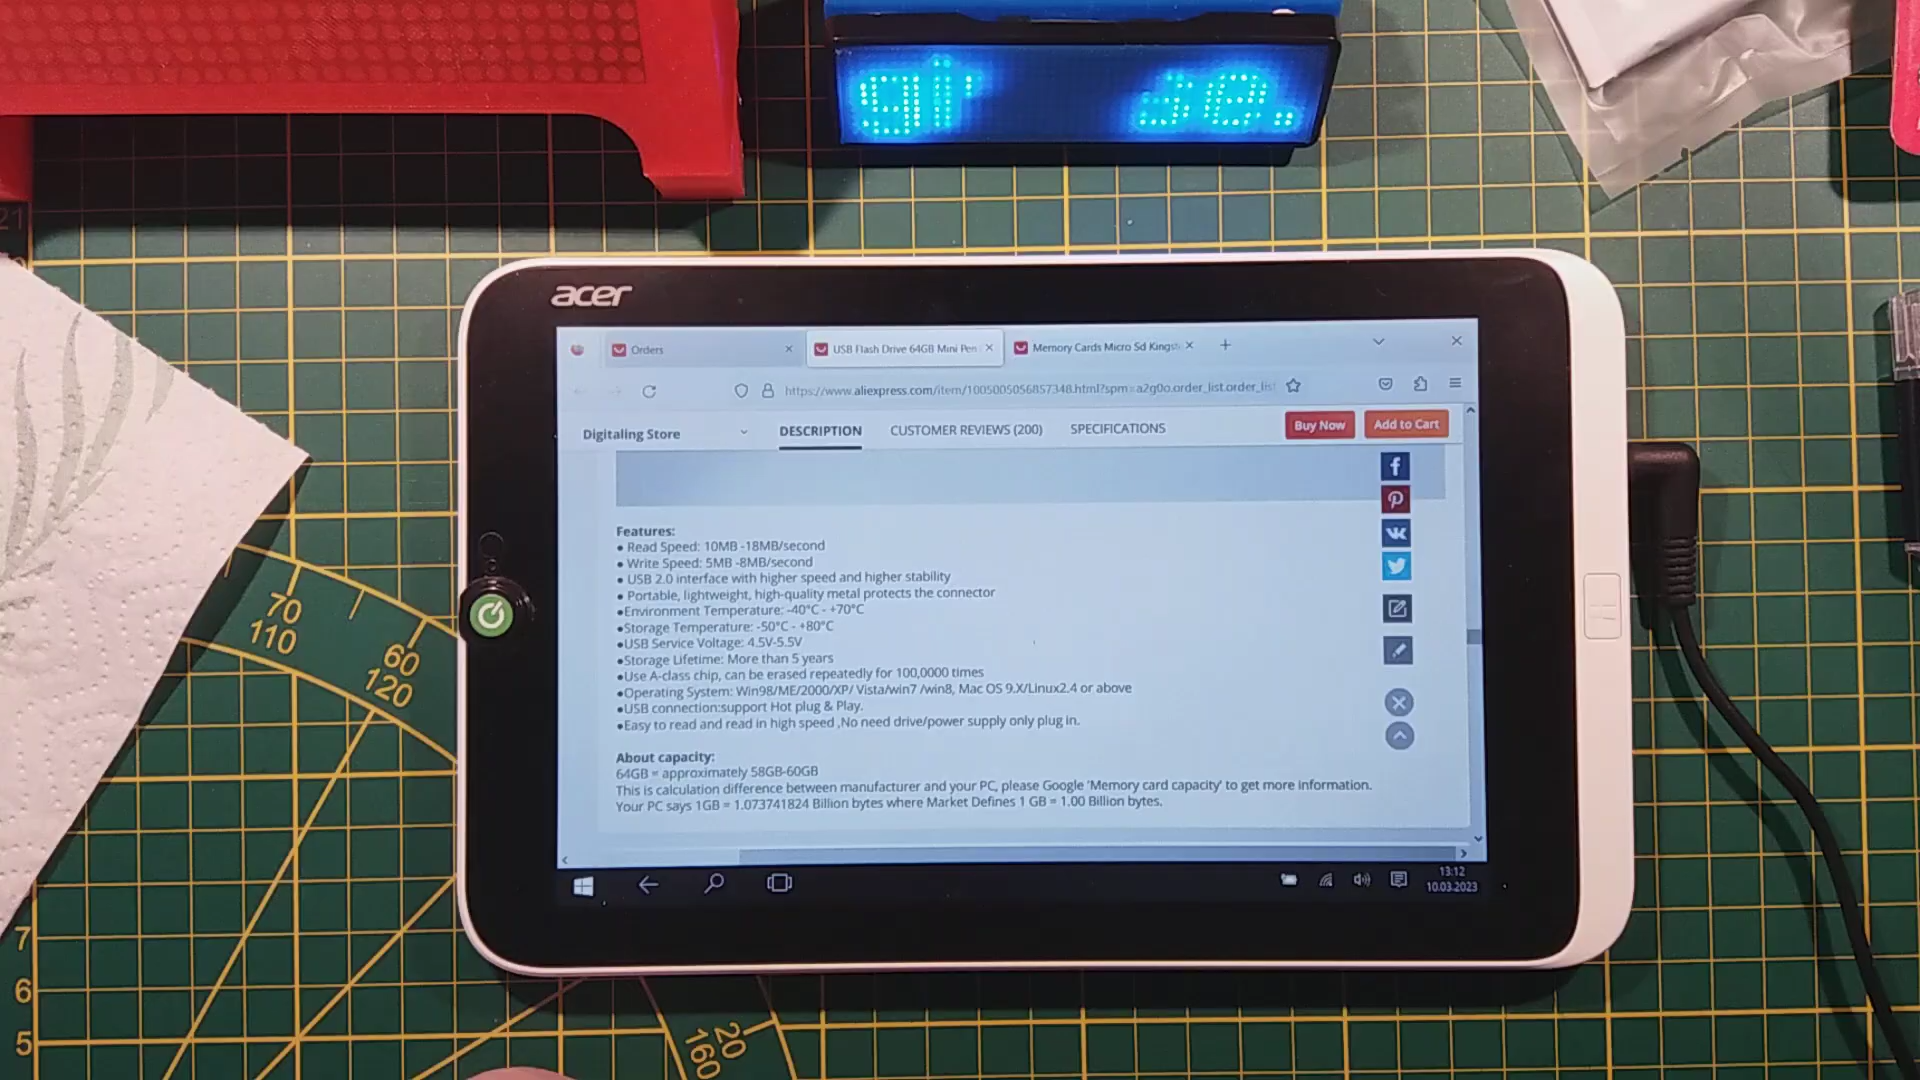 acer
Orders
USB Flash Drive 64GB Mini Pen
Memory Cards Micro Sd Kings
https://www.aliexpress.com/item/1005005056857348.html?spm=a2g0o.order_list.order_list
Digitaling Store
DESCRIPTION
CUSTOMER REVIEWS (200)
SPECIFICATIONS
Buy Now
Add to Cart
Features:
● Read Speed: 10MB -18MB/second
● Write Speed: 5MB -8MB/second
● USB 2.0 interface with higher speed and higher stability
● Portable, lightweight, high-quality metal protects the connector
●Environment Temperature: -40°C - +70°C
●Storage Temperature: -50°C - +80°C
●USB Service Voltage: 4.5V-5.5V
●Storage Lifetime: More than 5 years
●Use A-class chip, can be erased repeatedly for 100,0000 times
●Operating System: Win98/ME/2000/XP/ Vista/win7 /win8, Mac OS 9.X/Linux2.4 or above
●USB connection:support Hot plug & Play.
●Easy to read and read in high speed ,No need drive/power supply only plug in.
About capacity:
64GB = approximately 58GB-60GB
This is calculation difference between manufacturer and your PC, please Google 'Memory card capacity' to get more information.
Your PC says 1GB = 1.073741824 Billion bytes where Market Defines 1 GB = 1.00 Billion bytes.
13:12
10.03.2023
70
110
60
120
7
6
5
20
160